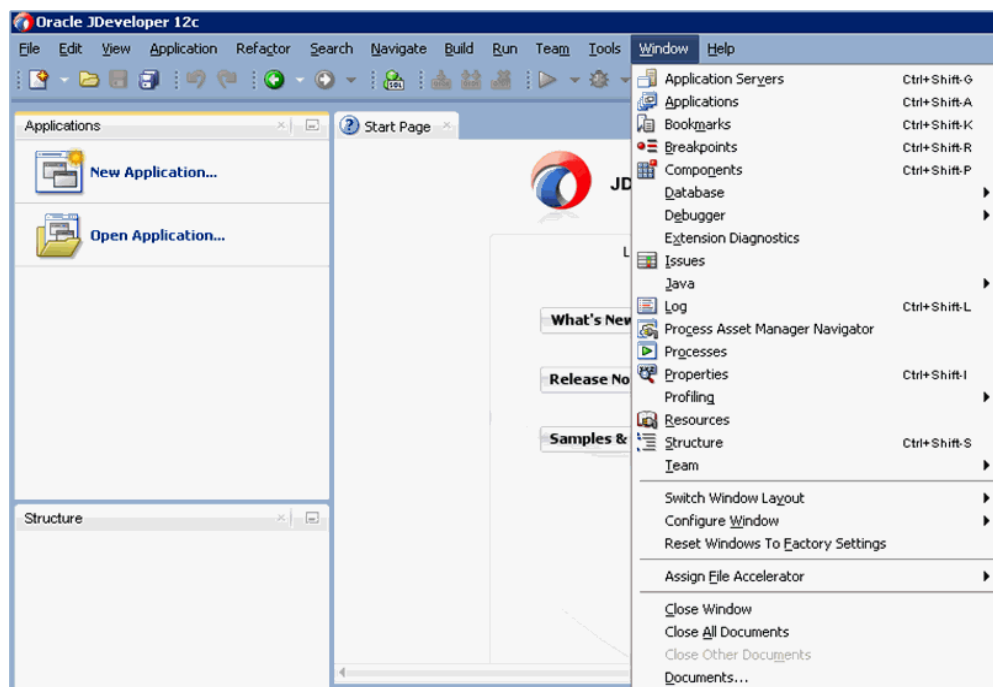 Oracle JDeveloper 12c
File Edit View Application Refactor Search Navigate Build Run Team Tools Window Help
Applications
New Application...
Open Application...
Structure
Start Page
JD
L
What's New
Release No
Samples &
Application Servers Ctrl+Shift-G
Applications Ctrl+Shift-A
Bookmarks Ctrl+Shift-K
Breakpoints Ctrl+Shift-R
Components Ctrl+Shift-P
Database
Debugger
Extension Diagnostics
Issues
Java
Log Ctrl+Shift-L
Process Asset Manager Navigator
Processes
Properties Ctrl+Shift-I
Profiling
Resources
Structure Ctrl+Shift-S
Team
Switch Window Layout
Configure Window
Reset Windows To Factory Settings
Assign File Accelerator
Close Window
Close All Documents
Close Other Documents
Documents...